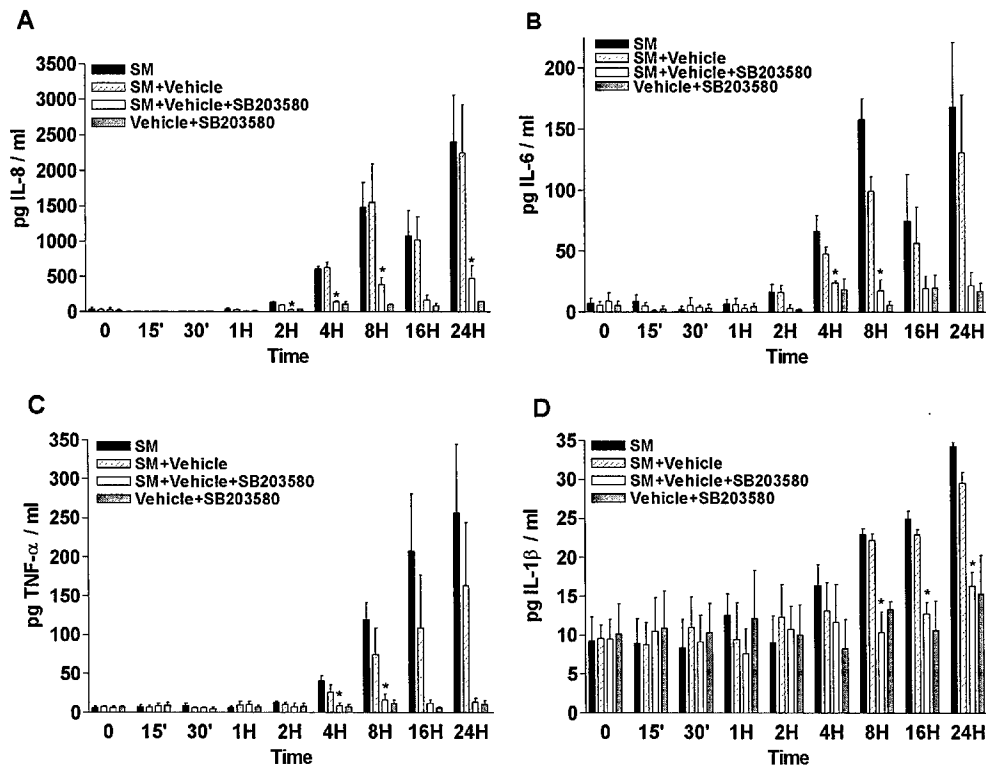 A
SM
SM+Vehicle
SM+Vehicle+SB203580
Vehicle+SB203580
3500
3000
2500
2000
1500
1000
500
0
pg IL-8 / ml
* * * *
0 15' 30' 1H 2H 4H 8H 16H 24H
Time
B
SM
SM+Vehicle
SM+Vehicle+SB203580
Vehicle+SB203580
200
150
100
50
0
pg IL-6 / ml
* *
0 15' 30' 1H 2H 4H 8H 16H 24H
Time
C
SM
SM+Vehicle
SM+Vehicle+SB203580
Vehicle+SB203580
350
300
250
200
150
100
50
0
pg TNF-α / ml
* *
0 15' 30' 1H 2H 4H 8H 16H 24H
Time
D
SM
SM+Vehicle
SM+Vehicle+SB203580
Vehicle+SB203580
35
30
25
20
15
10
5
0
pg IL-1β / ml
* * *
0 15' 30' 1H 2H 4H 8H 16H 24H
Time